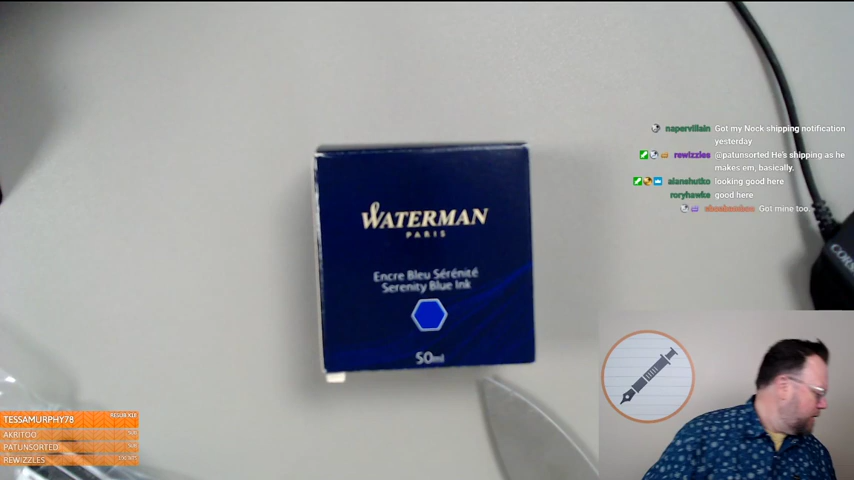 WATERMAN
PARIS
Encre Bleu Sérénité
Serenity Blue Ink
50ml
napervillain Got my Nock shipping notification
yesterday
rewizzles @patunsorted He's shipping as he
makes em, basically.
alanshutko looking good here
roryhawke good here
Got mine too
CORS
TESSAMURPHY78
AKRITOO
PATUNSORTED
REWIZZLES